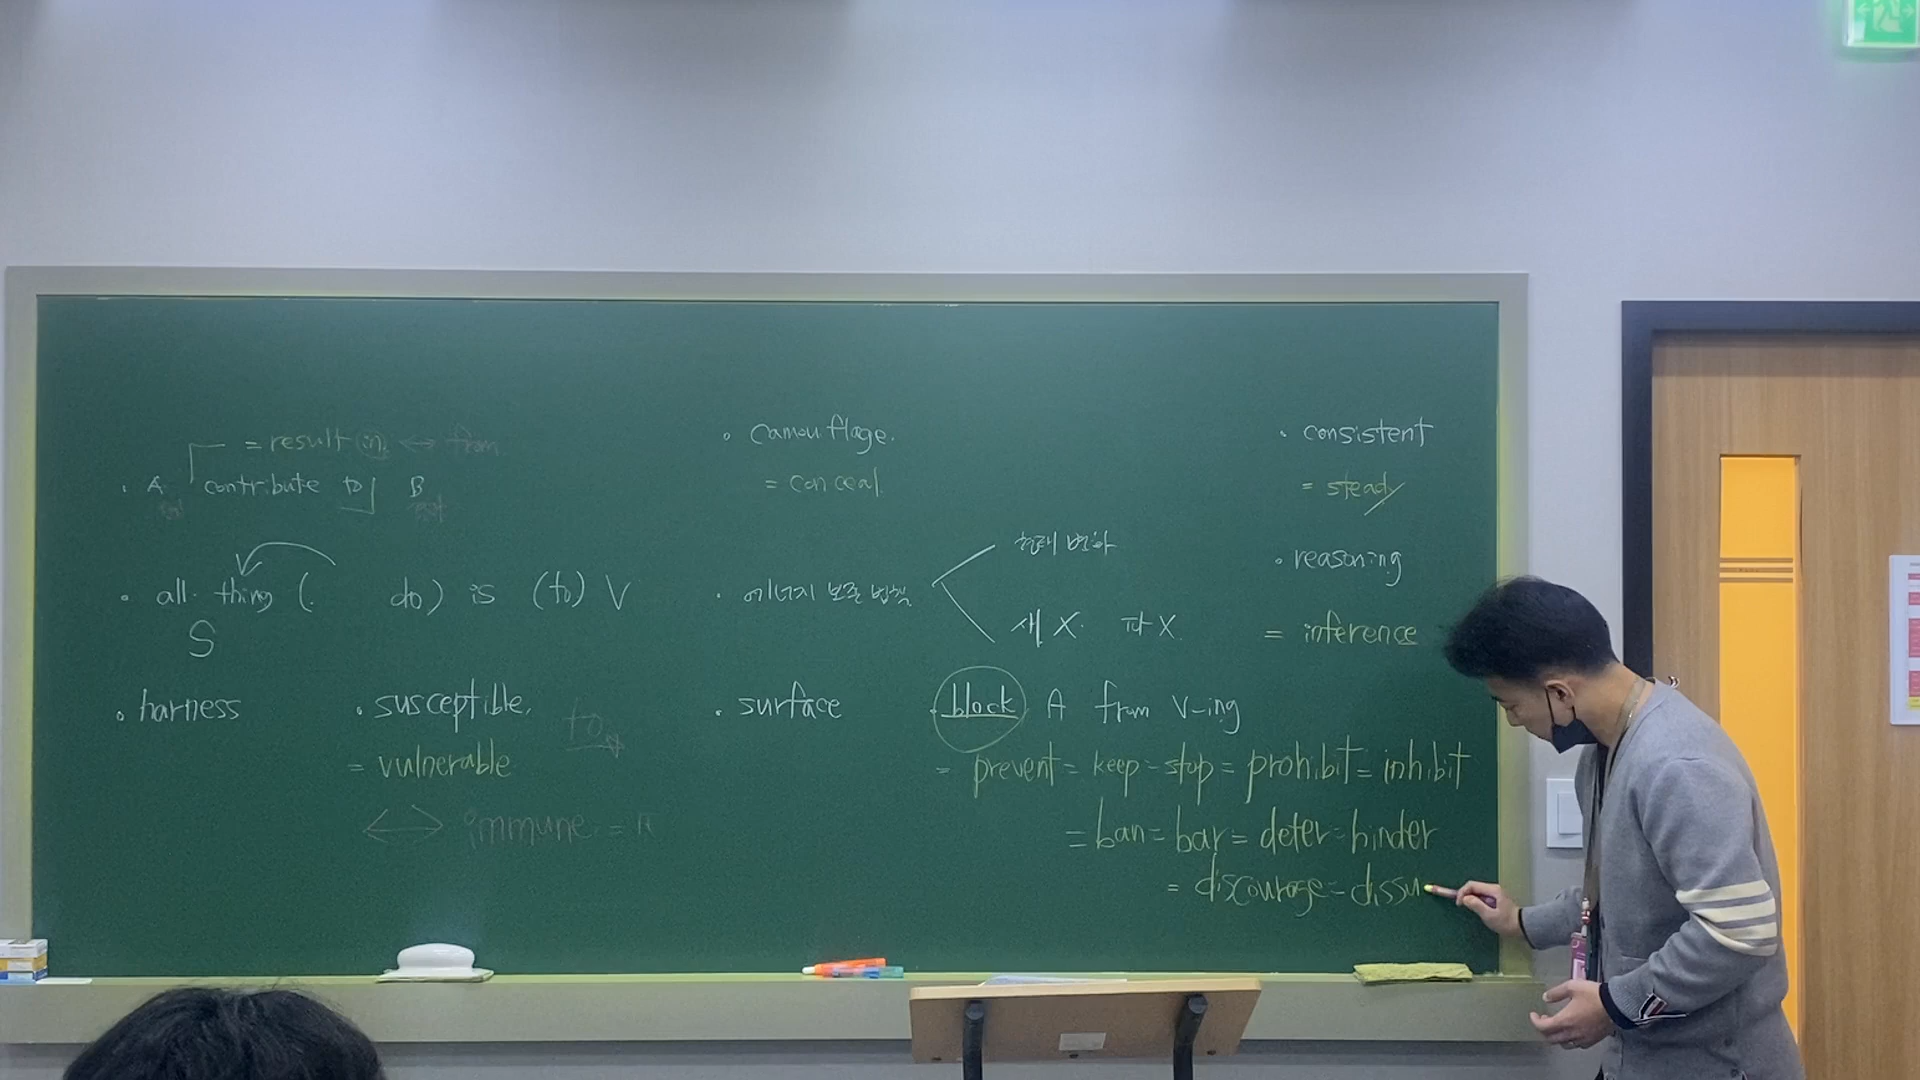 = result in ↔ from
· A contribute to B
· all thing ( do) is (to) V
S
· harness
· susceptible. to
= vulnerable
↔ immune =
· camouflage.
= conceal
· 에너지 보존 법칙
형태 변화
새 X. 파 X
· surface
· consistent
= steady
· reasoning
= inference
· block A from V-ing
= prevent = keep = stop = prohibit = inhibit
= ban = bar = deter = hinder
= discourage = dissu